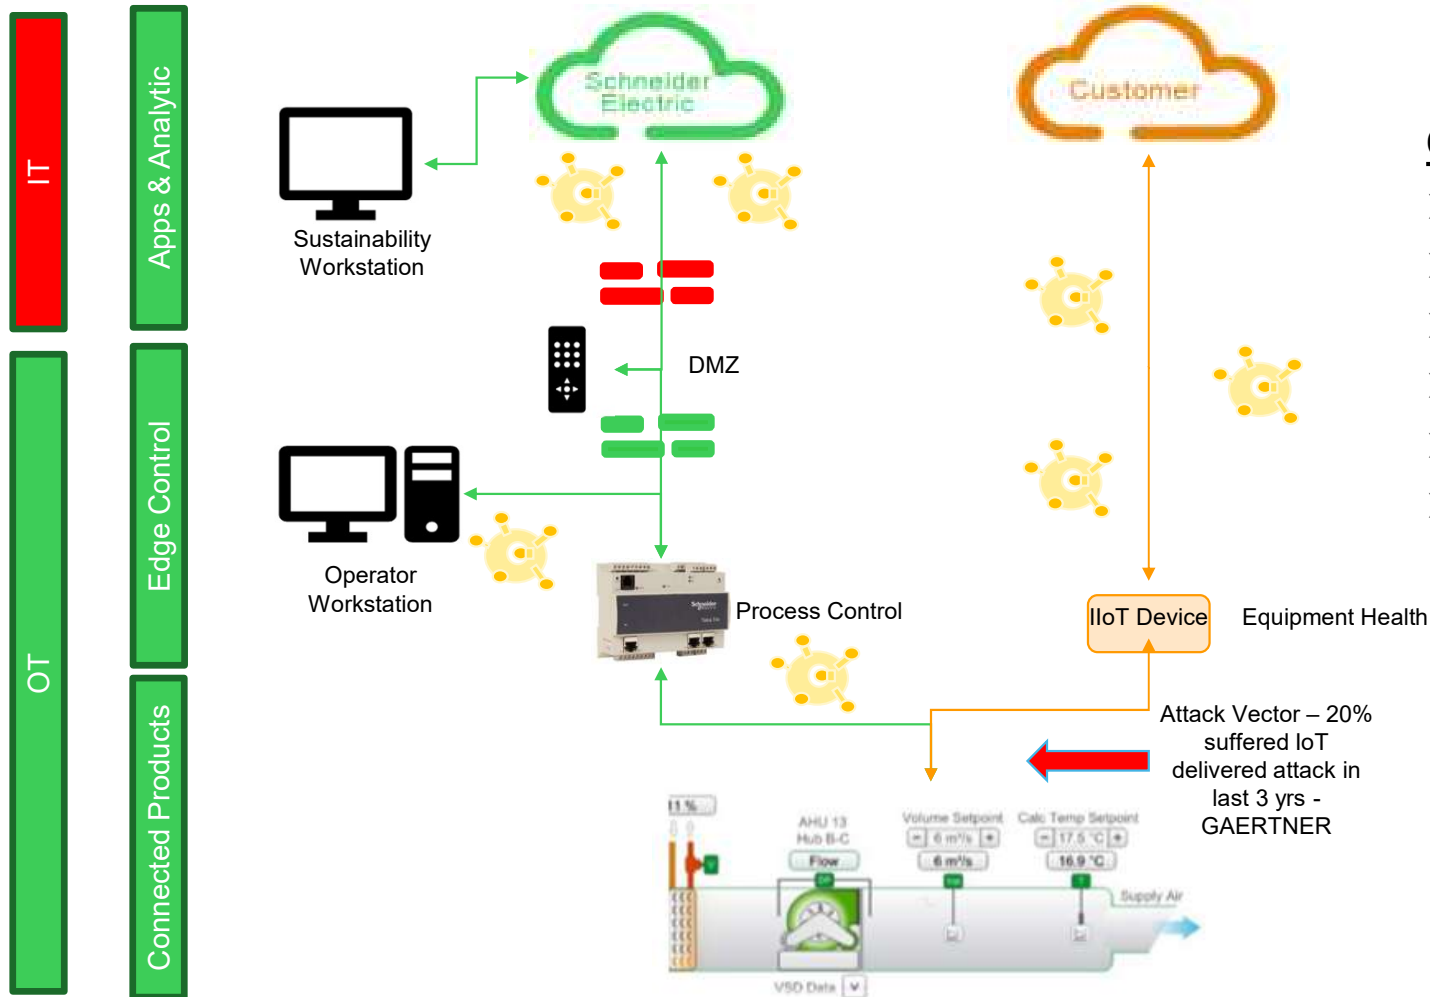 IT
Apps & Analytic
Schneider
Electric
Customer
Sustainability
Workstation
DMZ
OT
Edge Control
Operator
Workstation
Process Control
IIoT Device
Equipment Health
Connected Products
Attack Vector – 20%
suffered IoT
delivered attack in
last 3 yrs -
GAERTNER
11 %
AHU 13
Hub B-C
Flow
Volume Setpoint
6 m³/s
6 m³/s
Calc Temp Setpoint
17.5 °C
16.9 °C
Supply Air
VSD Data